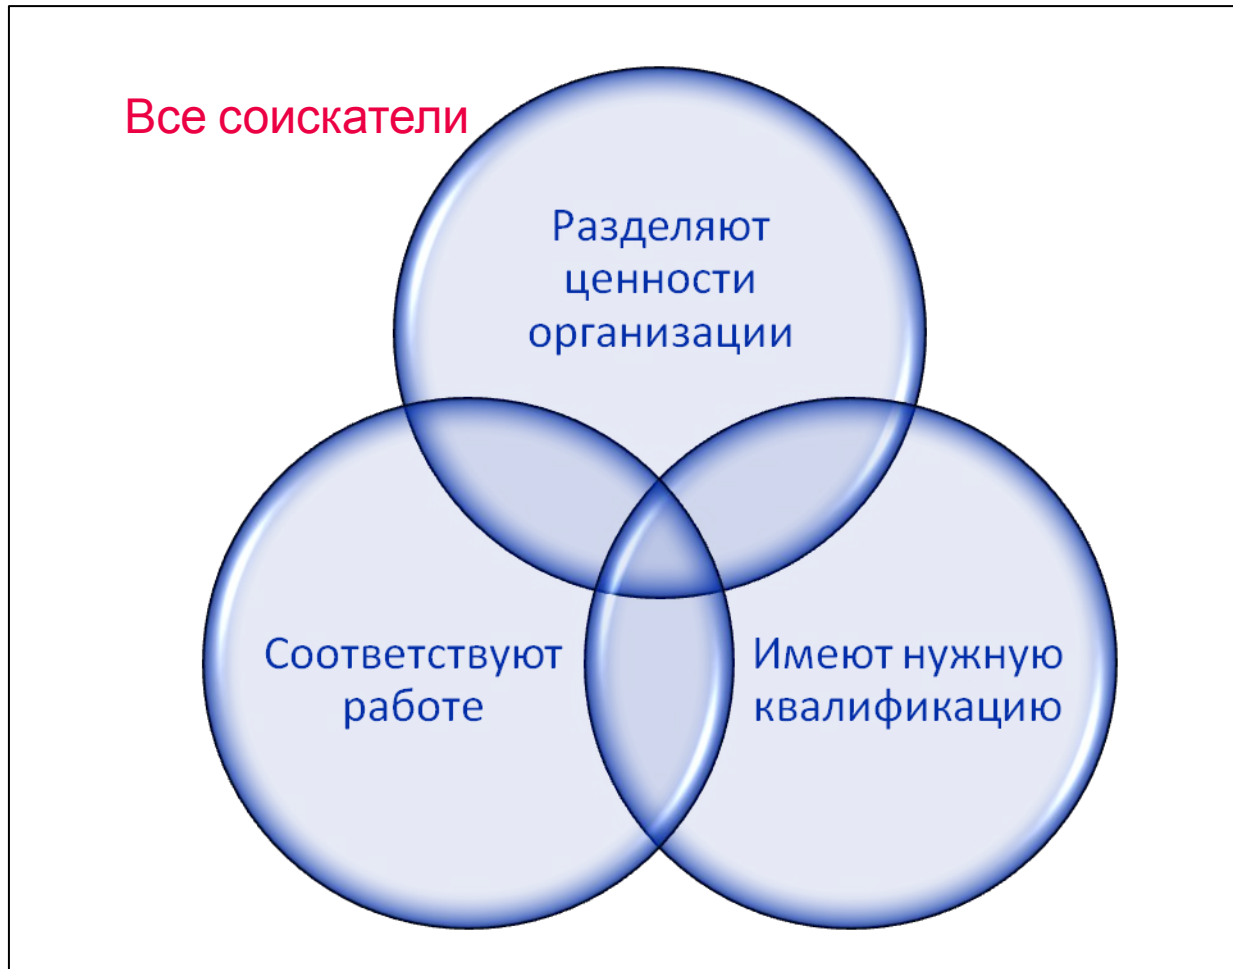 Все соискатели
Разделяют
ценности
организации
Соответствуют
работе
Имеют нужную
квалификацию